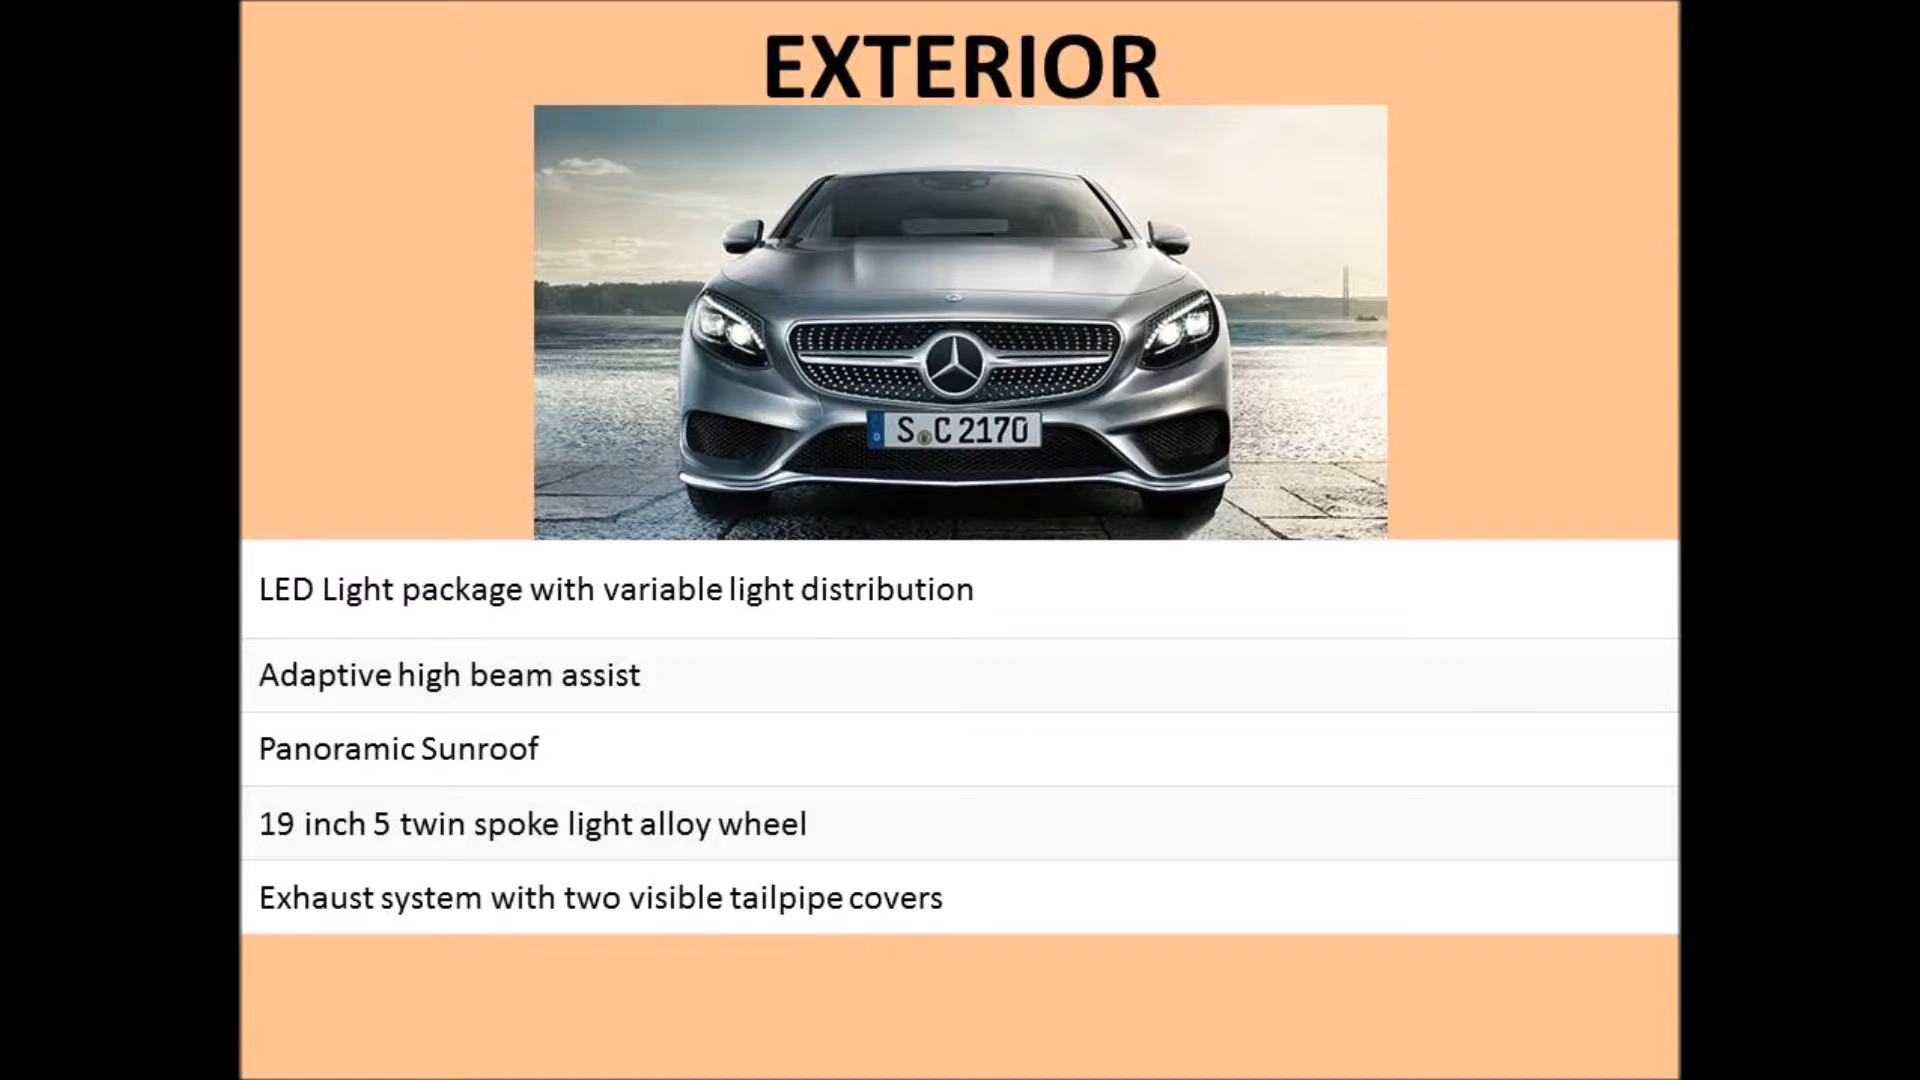 EXTERIOR
D
S C 2170
LED Light package with variable light distribution
Adaptive high beam assist
Panoramic Sunroof
19 inch 5 twin spoke light alloy wheel
Exhaust system with two visible tailpipe covers